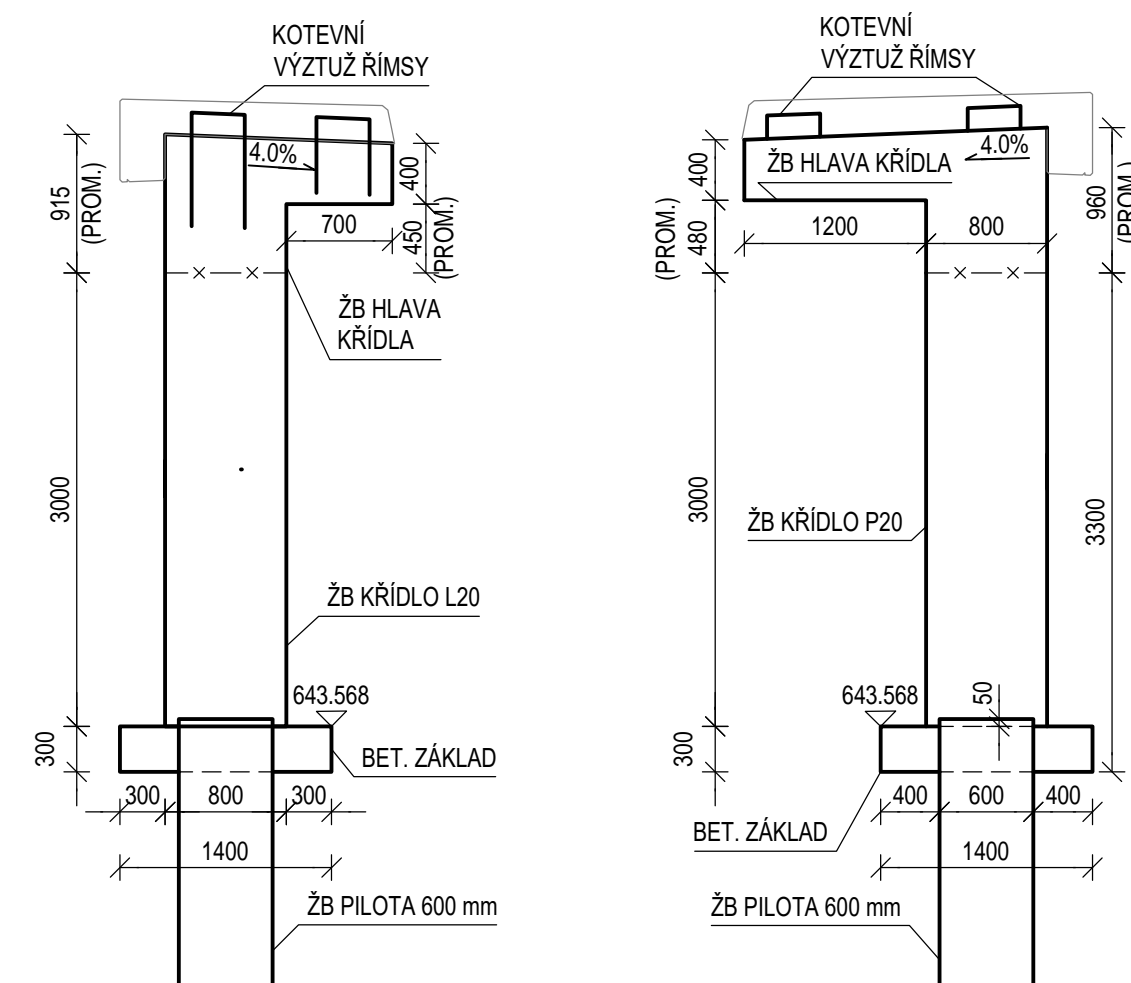 KOTEVNÍ
VÝZTUŽ ŘÍMSY
4.0%
915
(PROM.)
400
700
450
(PROM.)
ŽB HLAVA
KŘÍDLA
3000
ŽB KŘÍDLO L20
643.568
300
BET. ZÁKLAD
300
800
300
1400
ŽB PILOTA 600 mm
KOTEVNÍ
VÝZTUŽ ŘÍMSY
4.0%
ŽB HLAVA KŘÍDLA
400
(PROM.)
480
1200
800
960
(PROM.)
3000
ŽB KŘÍDLO P20
3300
643.568
50
300
400
600
400
BET. ZÁKLAD
1400
ŽB PILOTA 600 mm